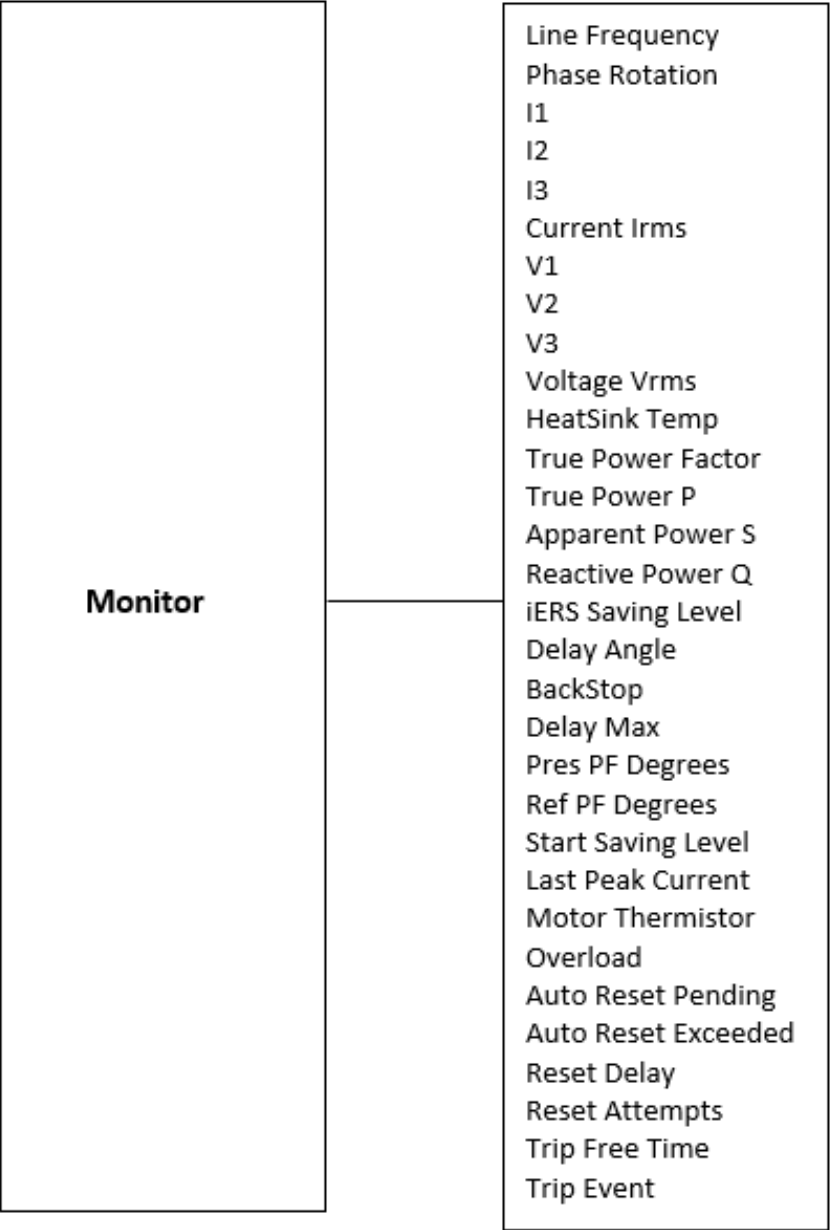 Monitor
Line Frequency
Phase Rotation
I1
I2
I3
Current Irms
V1
V2
V3
Voltage Vrms
HeatSink Temp
True Power Factor
True Power P
Apparent Power S
Reactive Power Q
iERS Saving Level
Delay Angle
BackStop
Delay Max
Pres PF Degrees
Ref PF Degrees
Start Saving Level
Last Peak Current
Motor Thermistor
Overload
Auto Reset Pending
Auto Reset Exceeded
Reset Delay
Reset Attempts
Trip Free Time
Trip Event